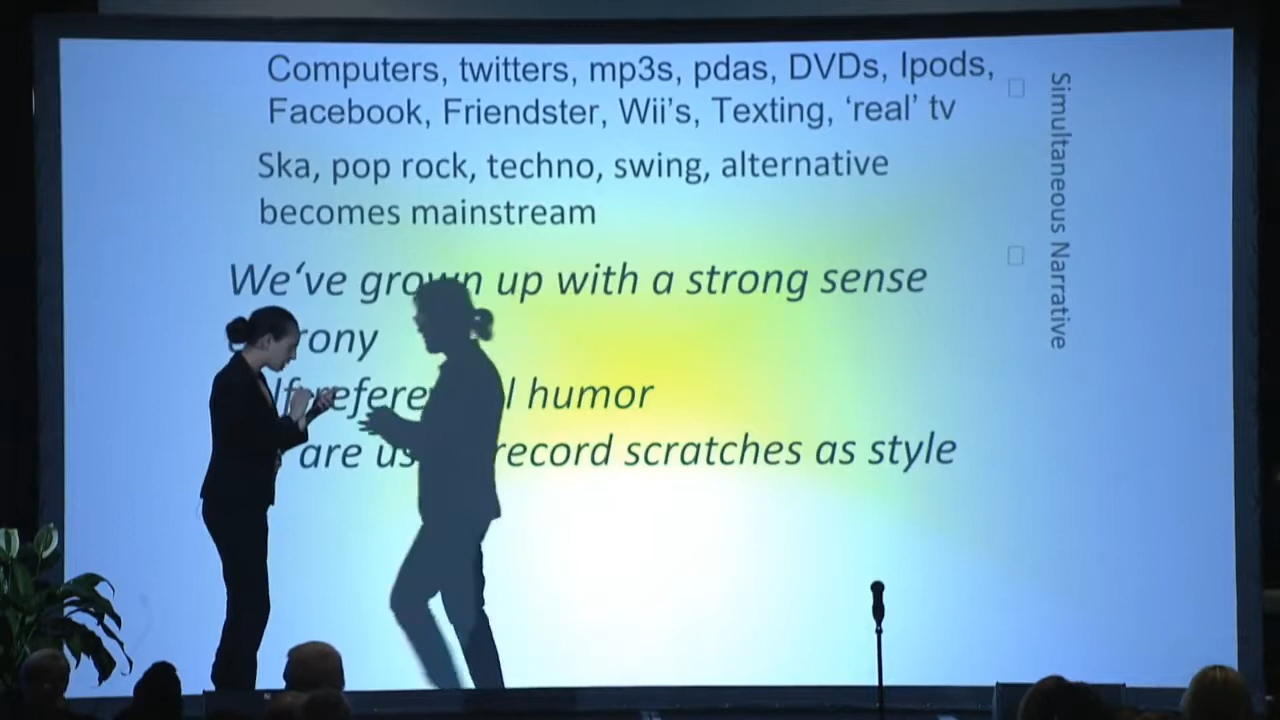 Computers, twitters, mp3s, pdas, DVDs, Ipods,
Facebook, Friendster, Wii's, Texting, ‘real’ tv
Ska, pop rock, techno, swing, alternative
becomes mainstream
We‘ve grown up with a strong sense
rony
humor
are record scratches as style
Simultaneous Narrative